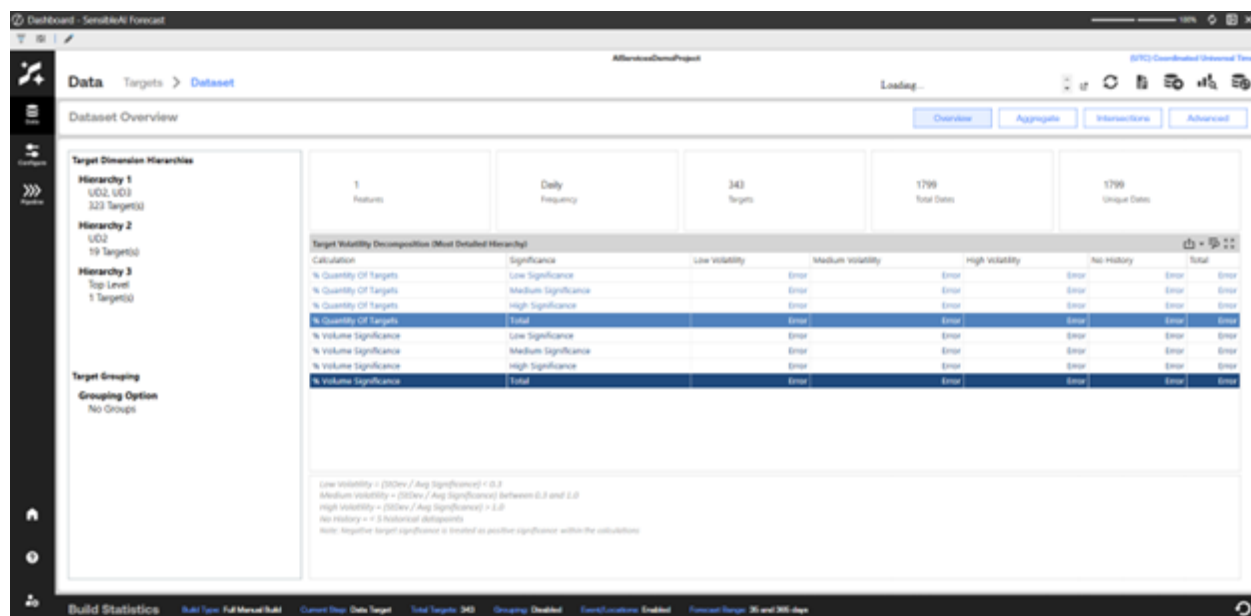 Dashboard - SensibleAI Forecast
100%
AIServicesDemoProject
(UTC) Coordinated Universal Time
Data Targets > Dataset
Loading...
Dataset Overview
Overview Aggregate Intersections Advanced
Data
Configure
Pipeline
Target Dimension Hierarchies
Hierarchy 1
UD2, UD3
323 Target(s)
Hierarchy 2
UD2
19 Target(s)
Hierarchy 3
Top Level
1 Target(s)
Target Grouping
Grouping Option
No Groups
1 Daily 343 1799 1799
Features Frequency Targets Total Dates Unique Dates
Target Volatility Decomposition (Most Detailed Hierarchy)
Calculation Significance Low Volatility Medium Volatility High Volatility No History Total
% Quantity Of Targets Low Significance Error Error Error Error Error
% Quantity Of Targets Medium Significance Error Error Error Error Error
% Quantity Of Targets High Significance Error Error Error Error Error
% Quantity Of Targets Total Error Error Error Error Error
% Volume Significance Low Significance Error Error Error Error Error
% Volume Significance Medium Significance Error Error Error Error Error
% Volume Significance High Significance Error Error Error Error Error
% Volume Significance Total Error Error Error Error Error
Low Volatility = (StDev / Avg Significance) < 0.3
Medium Volatility = (StDev / Avg Significance) between 0.3 and 1.0
High Volatility = (StDev / Avg Significance) > 1.0
No History = < 5 historical datapoints
Note: Negative target significance is treated as positive significance within the calculations
Build Statistics Build Type: Full Manual Build Current Step: Data Target Total Targets: 343 Grouping: Disabled Event/Locations: Enabled Forecast Range: 35 and 365 days